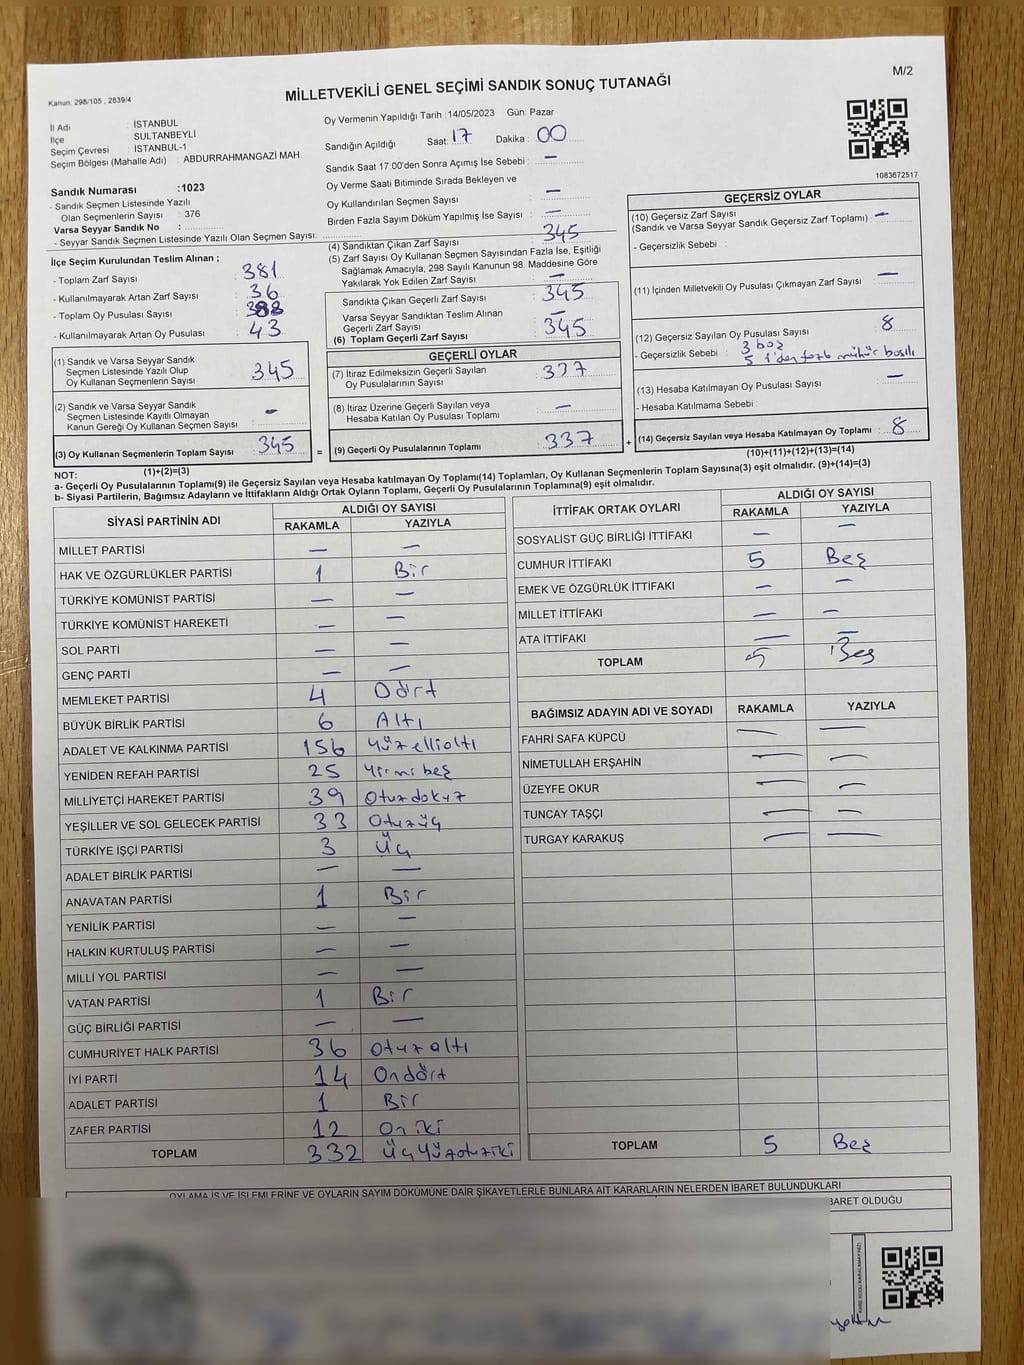 M/2
Kanun: 298/105 , 2839/4
MİLLETVEKİLİ GENEL SEÇİMİ SANDIK SONUÇ TUTANAĞI
İl Adı : İSTANBUL
İlçe : SULTANBEYLİ
Seçim Çevresi : İSTANBUL-1
Seçim Bölgesi (Mahalle Adı) : ABDURRAHMANGAZİ MAH.
Sandık Numarası :1023
- Sandık Seçmen Listesinde Yazılı
Olan Seçmenlerin Sayısı : 376
Varsa Seyyar Sandık No :
- Seyyar Sandık Seçmen Listesinde Yazılı Olan Seçmen Sayısı:
Oy Vermenin Yapıldığı Tarih : 14/05/2023 Gün: Pazar
Sandığın Açıldığı Saat: 17 Dakika : 00
Sandık Saat 17:00'den Sonra Açımış İse Sebebi : —
Oy Verme Saati Bitiminde Sırada Bekleyen ve
Oy Kullandırılan Seçmen Sayısı : —
Birden Fazla Sayım Döküm Yapılmış İse Sayısı : —
1083672517
İlçe Seçim Kurulundan Teslim Alınan ;
- Toplam Zarf Sayısı : 381
- Kullanılmayarak Artan Zarf Sayısı : 36
- Toplam Oy Pusulası Sayısı :
- Kullanılmayarak Artan Oy Pusulası : 43
(1) Sandık ve Varsa Seyyar Sandık
Seçmen Listesinde Yazılı Olup
Oy Kullanan Seçmenlerin Sayısı : 345
(2) Sandık ve Varsa Seyyar Sandık
Seçmen Listesinde Kayıtlı Olmayan
Kanun Gereği Oy Kullanan Seçmen Sayısı : —
(3) Oy Kullanan Seçmenlerin Toplam Sayısı : 345
(1)+(2)=(3)
(4) Sandıktan Çıkan Zarf Sayısı : 345
(5) Zarf Sayısı Oy Kullanan Seçmen Sayısından Fazla İse, Eşitliği
Sağlamak Amacıyla, 298 Sayılı Kanunun 98. Maddesine Göre
Yakılarak Yok Edilen Zarf Sayısı : —
Sandıkta Çıkan Geçerli Zarf Sayısı : 345
Varsa Seyyar Sandıktan Teslim Alınan
Geçerli Zarf Sayısı : —
(6) Toplam Geçerli Zarf Sayısı : 345
GEÇERLİ OYLAR
(7) İtiraz Edilmeksizin Geçerli Sayılan
Oy Pusulalarının Sayısı : 337
(8) İtiraz Üzerine Geçerli Sayılan veya
Hesaba Katılan Oy Pusulası Toplamı : —
= (9) Geçerli Oy Pusulalarının Toplamı : 337 +
GEÇERSİZ OYLAR
(10) Geçersiz Zarf Sayısı : —
(Sandık ve Varsa Seyyar Sandık Geçersiz Zarf Toplamı)
- Geçersizlik Sebebi :
(11) İçinden Milletvekili Oy Pusulası Çıkmayan Zarf Sayısı : —
(12) Geçersiz Sayılan Oy Pusulası Sayısı : 8
- Geçersizlik Sebebi : 3 boş
5 1'den fazla mühür basılı
(13) Hesaba Katılmayan Oy Pusulası Sayısı : —
- Hesaba Katılmama Sebebi :
(14) Geçersiz Sayılan veya Hesaba Katılmayan Oy Toplamı : 8
(10)+(11)+(12)+(13)=(14)
NOT:
a- Geçerli Oy Pusulalarının Toplamı(9) ile Geçersiz Sayılan veya Hesaba katılmayan Oy Toplamı(14) Toplamları, Oy Kullanan Seçmenlerin Toplam Sayısına(3) eşit olmalıdır. (9)+(14)=(3)
b- Siyasi Partilerin, Bağımsız Adayların ve İttifakların Aldığı Ortak Oyların Toplamı, Geçerli Oy Pusulalarının Toplamına(9) eşit olmalıdır.
SİYASİ PARTİNİN ADI ALDIĞI OY SAYISI
RAKAMLA YAZIYLA
MİLLET PARTİSİ — —
HAK VE ÖZGÜRLÜKLER PARTİSİ 1 Bir
TÜRKİYE KOMÜNİST PARTİSİ — —
TÜRKİYE KOMÜNİST HAREKETİ — —
SOL PARTİ — —
GENÇ PARTİ — —
MEMLEKET PARTİSİ 4 Dört
BÜYÜK BİRLİK PARTİSİ 6 Altı
ADALET VE KALKINMA PARTİSİ 156 Yüzellialtı
YENİDEN REFAH PARTİSİ 25 Yirmibeş
MİLLİYETÇİ HAREKET PARTİSİ 39 Otuzdokuz
YEŞİLLER VE SOL GELECEK PARTİSİ 33 Otuzüç
TÜRKİYE İŞÇİ PARTİSİ 3 Üç
ADALET BİRLİK PARTİSİ — —
ANAVATAN PARTİSİ 1 Bir
YENİLİK PARTİSİ — —
HALKIN KURTULUŞ PARTİSİ — —
MİLLİ YOL PARTİSİ — —
VATAN PARTİSİ 1 Bir
GÜÇ BİRLİĞİ PARTİSİ — —
CUMHURİYET HALK PARTİSİ 36 Otuzaltı
İYİ PARTİ 14 Ondört
ADALET PARTİSİ 1 Bir
ZAFER PARTİSİ 12 Oniki
TOPLAM 332 Üçyüzotuziki
İTTİFAK ORTAK OYLARI ALDIĞI OY SAYISI
RAKAMLA YAZIYLA
SOSYALİST GÜÇ BİRLİĞİ İTTİFAKI — —
CUMHUR İTTİFAKI 5 Beş
EMEK VE ÖZGÜRLÜK İTTİFAKI — —
MİLLET İTTİFAKI — —
ATA İTTİFAKI — —
TOPLAM 5 Beş
BAĞIMSIZ ADAYIN ADI VE SOYADI RAKAMLA YAZIYLA
FAHRİ SAFA KÜPCÜ — —
NİMETULLAH ERŞAHİN — —
ÜZEYFE OKUR — —
TUNCAY TAŞÇI — —
TURGAY KARAKUŞ — —
TOPLAM 5 Beş
OYLAMA İŞ VE İŞLEMLERİNE VE OYLARIN SAYIM DÖKÜMÜNE DAİR ŞİKAYETLERLE BUNLARA AİT KARARLARIN NELERDEN İBARET BULUNDUKLARI
BARET OLDUĞU